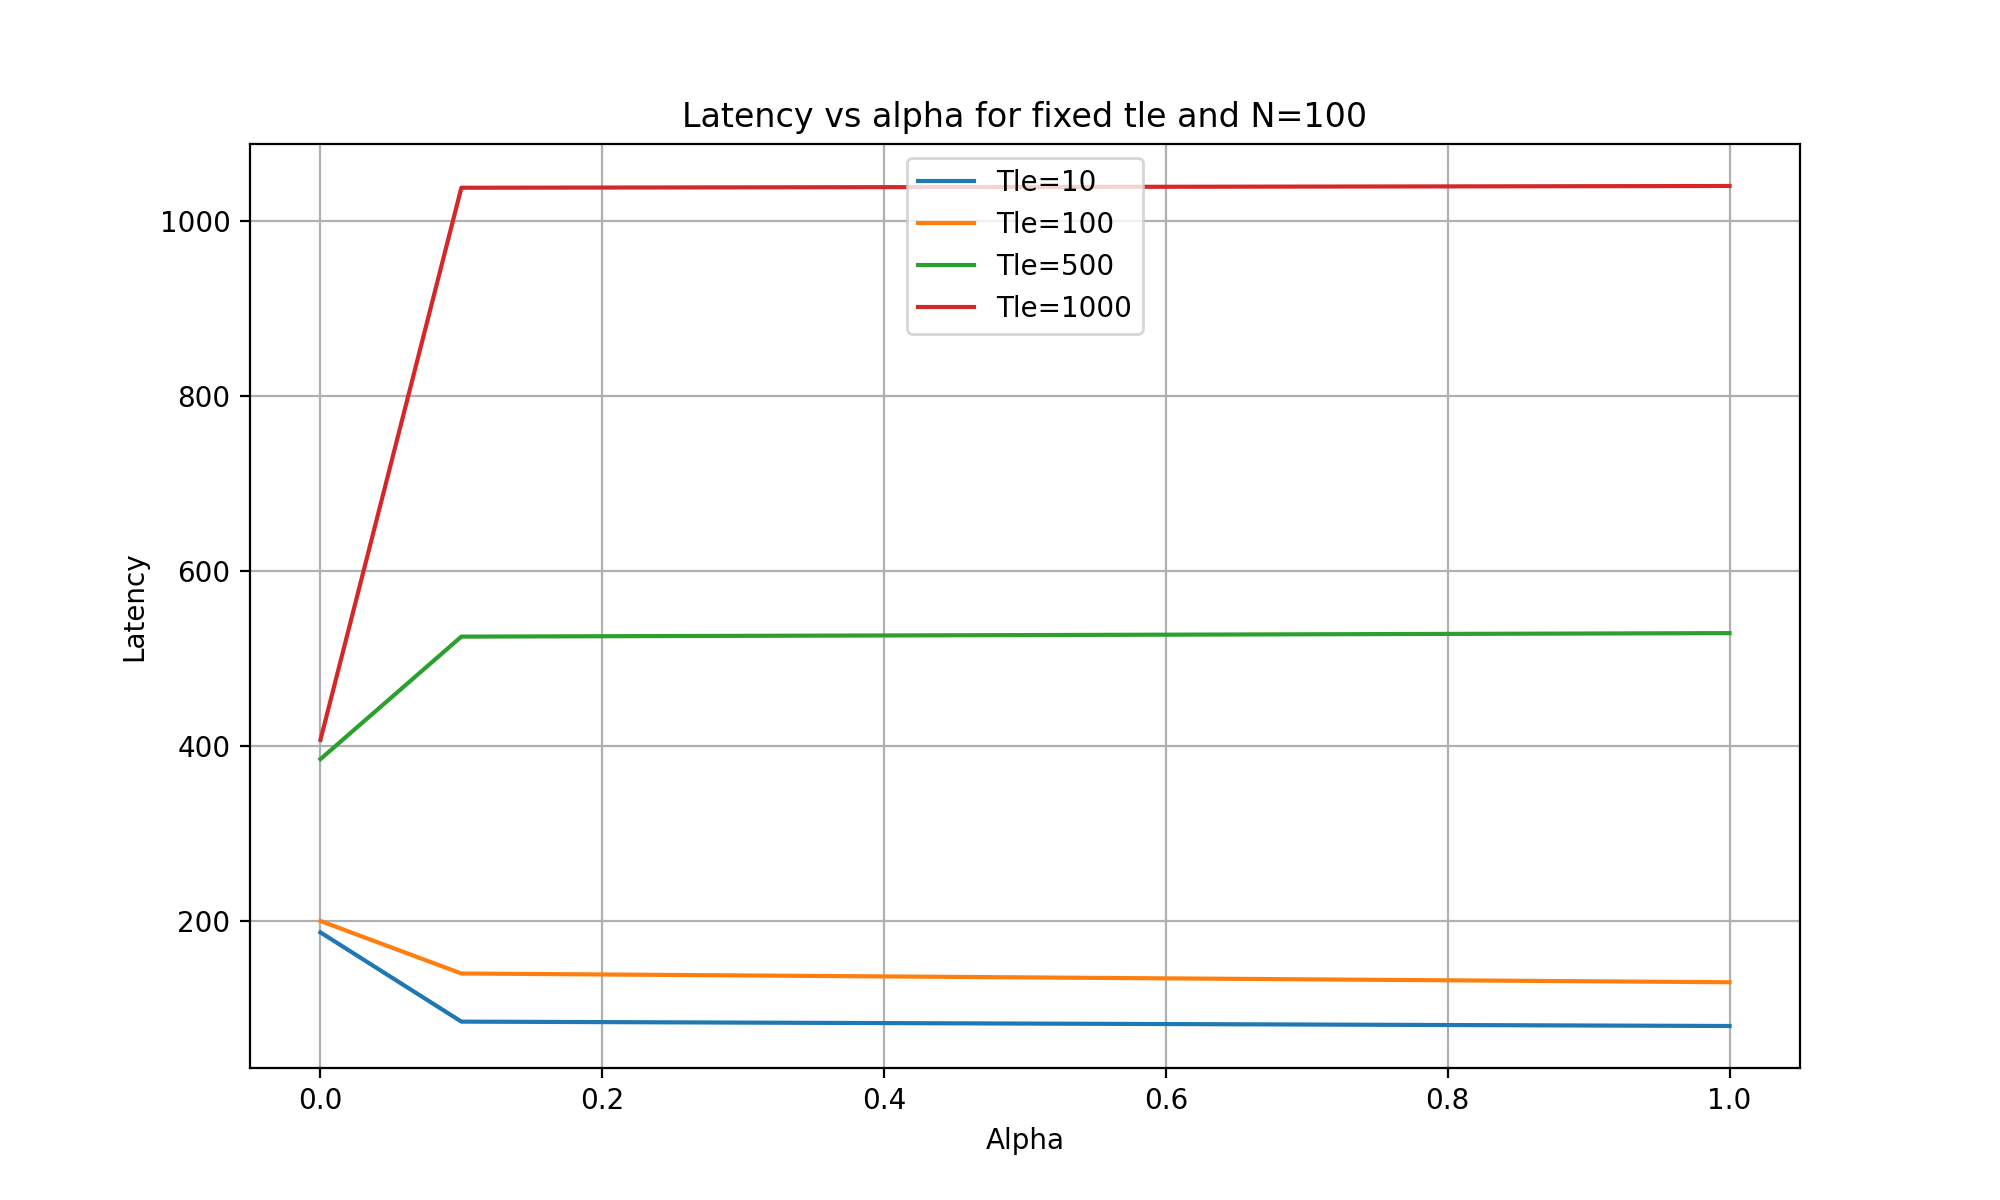 Latency vs alpha for fixed tle and N=100
Tle=10
Tle=100
Tle=500
Tle=1000
1000
800
600
400
200
Latency
0.0 0.2 0.4 0.6 0.8 1.0
Alpha